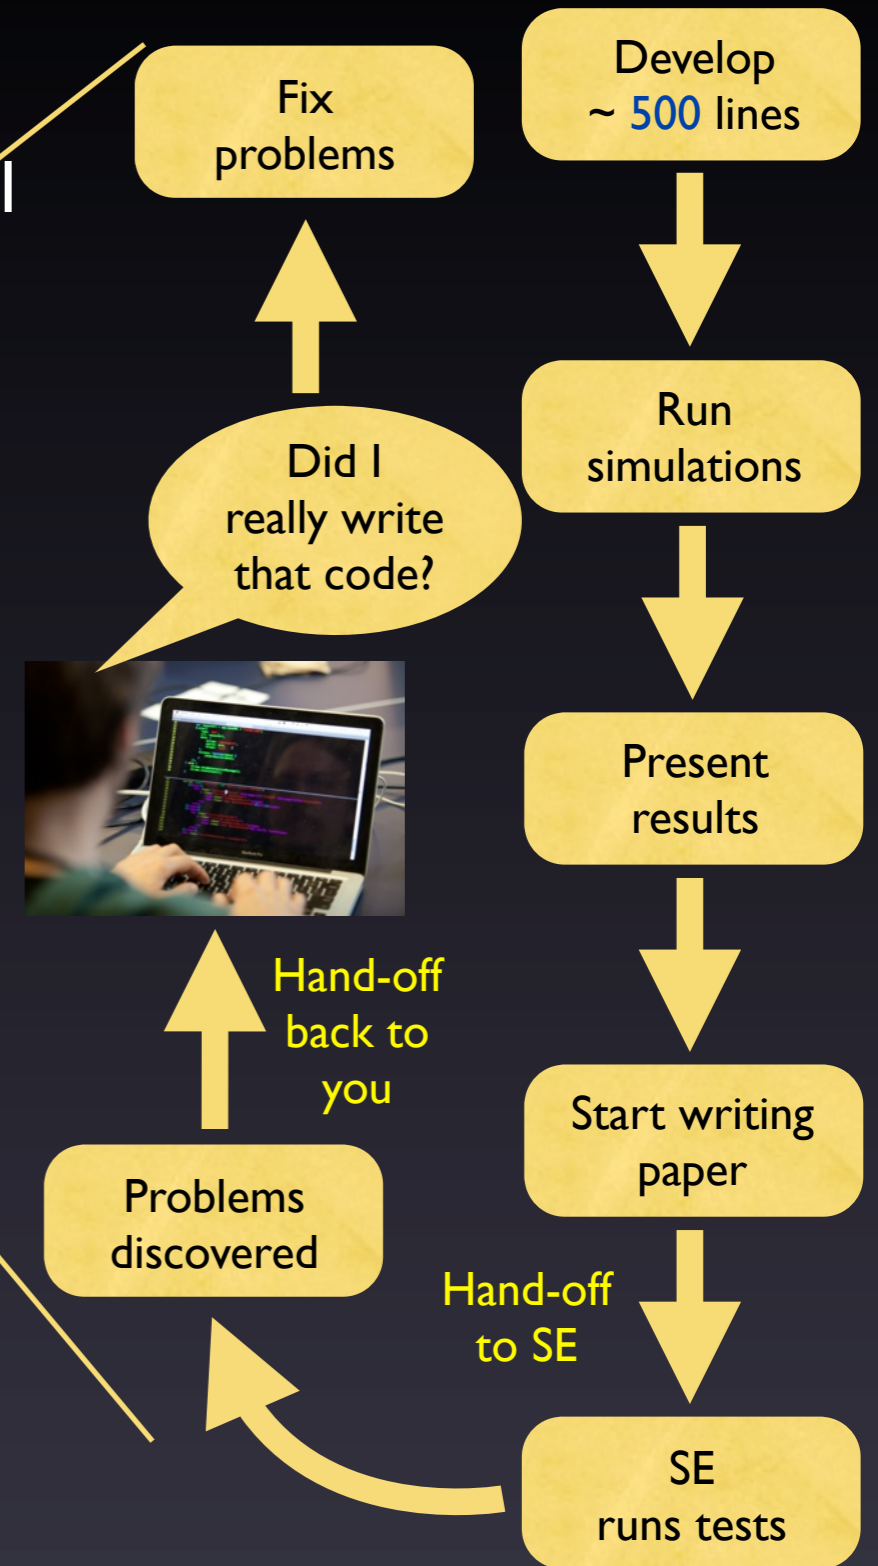 Develop
~ 500 lines
Run
simulations
Present
results
Start writing
paper
Hand-off
to SE
SE
runs tests
Problems
discovered
Hand-off
back to
you
Did I
really write
that code?
Fix
problems